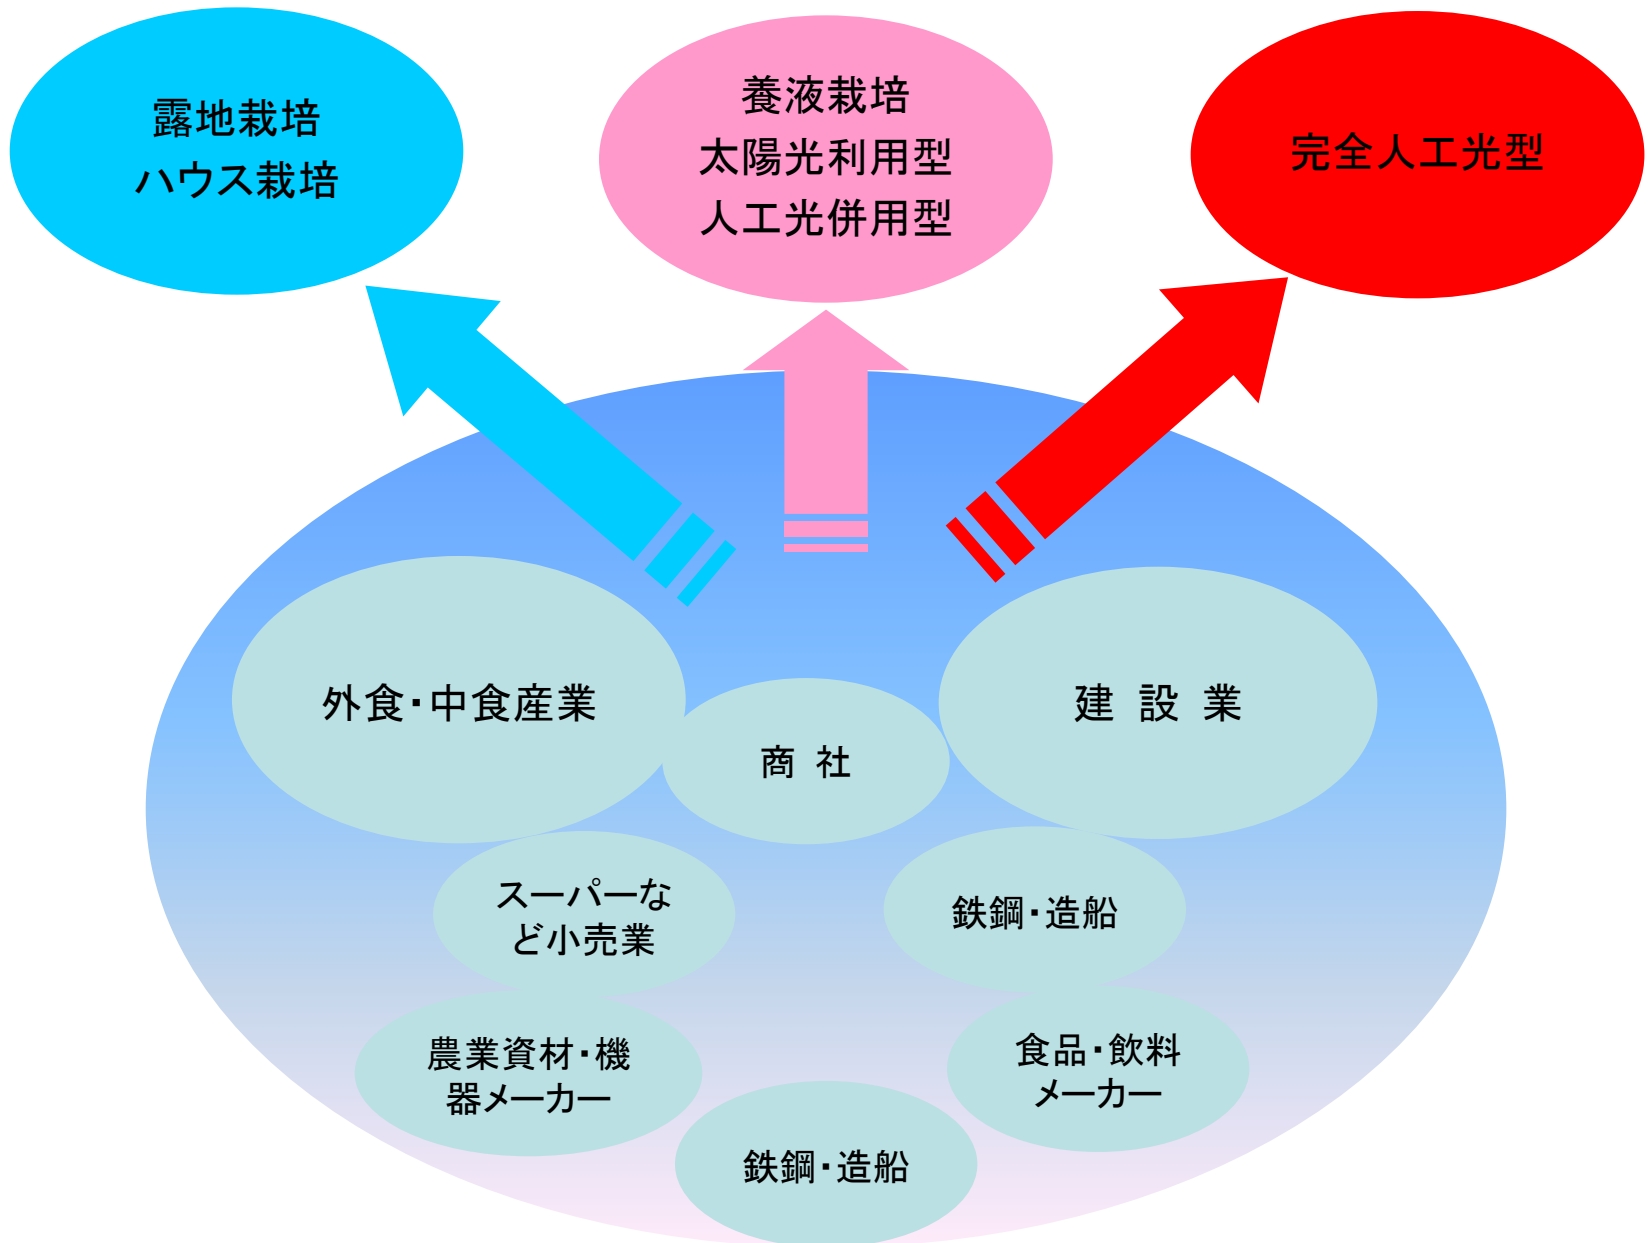 露地栽培
ハウス栽培
養液栽培
太陽光利用型
人工光併用型
完全人工光型
外食・中食産業
商 社
建 設 業
スーパーな
ど小売業
鉄鋼・造船
農業資材・機
器メーカー
食品・飲料
メーカー
鉄鋼・造船